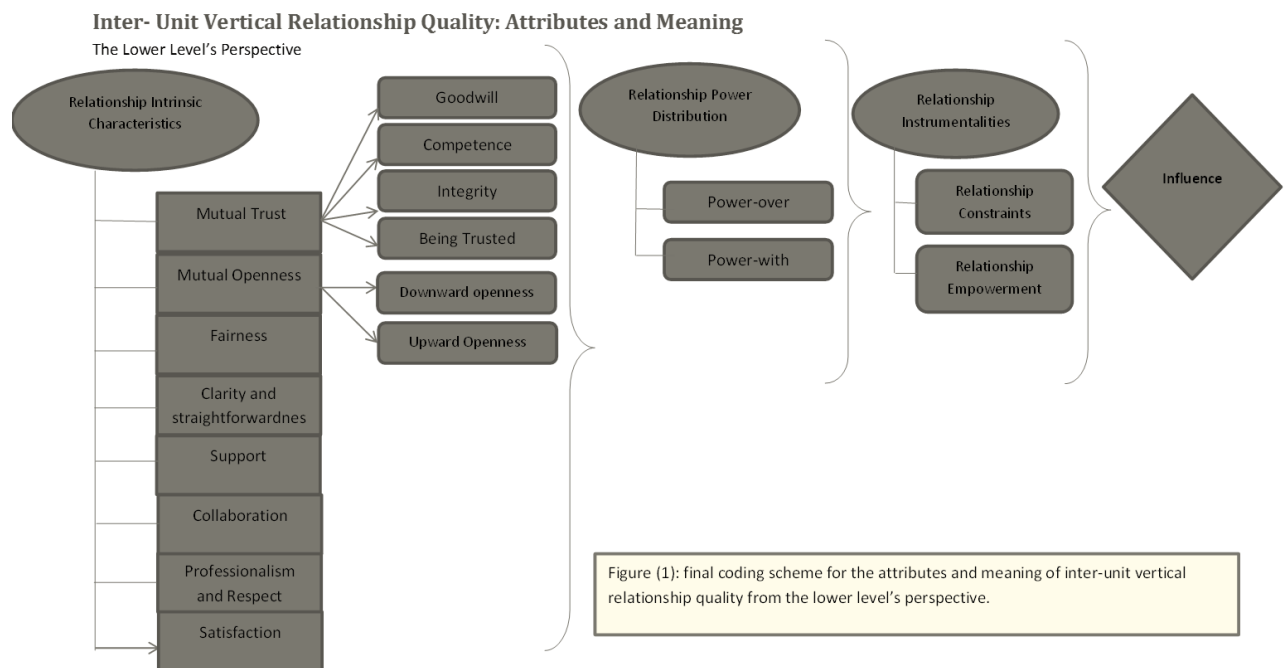 Inter- Unit Vertical Relationship Quality: Attributes and Meaning
The Lower Level's Perspective
Relationship Intrinsic
Characteristics
Mutual Trust
Mutual Openness
Fairness
Clarity and
straightforwardnes
Support
Collaboration
Professionalism
and Respect
Satisfaction
Goodwill
Competence
Integrity
Being Trusted
Downward openness
Upward Openness
Relationship Power
Distribution
Power-over
Power-with
Relationship
Instrumentalities
Relationship
Constraints
Relationship
Empowerment
Influence
Figure (1): final coding scheme for the attributes and meaning of inter-unit vertical
relationship quality from the lower level's perspective.